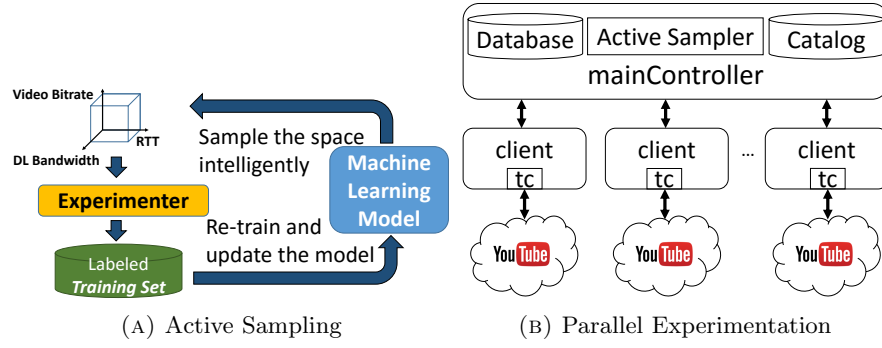 Video Bitrate
RTT
DL Bandwidth
Experimenter
Labeled
Training Set
Sample the space
intelligently
Re-train and
update the model
Machine
Learning
Model
(A) Active Sampling
Database
Active Sampler
Catalog
mainController
client
tc
YouTube
client
tc
YouTube
...
client
tc
YouTube
(B) Parallel Experimentation